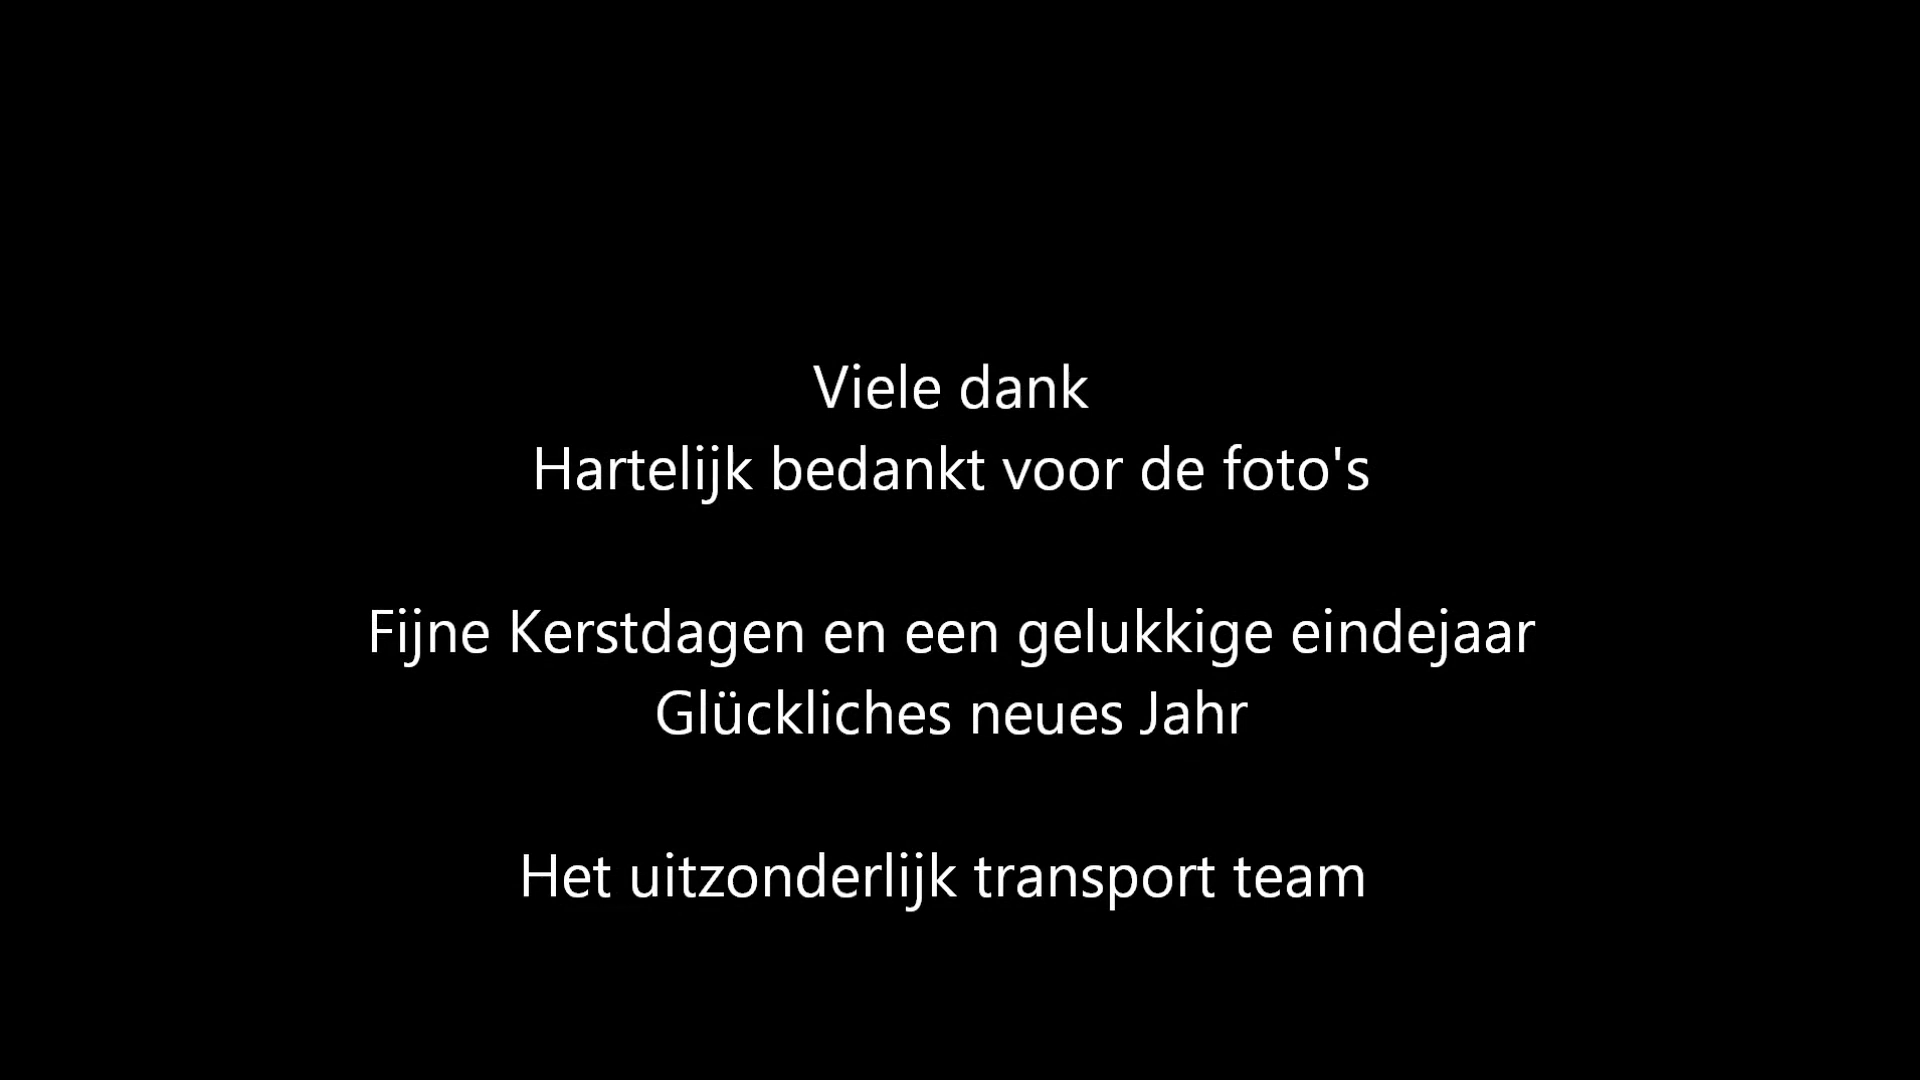 Viele dank
Hartelijk bedankt voor de foto's
Fijne Kerstdagen en een gelukkige eindejaar
Glückliches neues Jahr
Het uitzonderlijk transport team